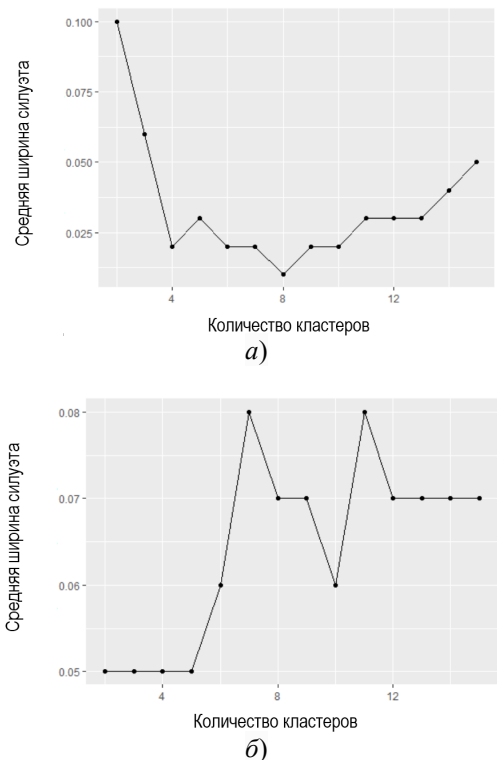 Средняя ширина силуэта
0.100
0.075
0.050
0.025
4 8 12
Количество кластеров
а)
Средняя ширина силуэта
0.08
0.07
0.06
0.05
4 8 12
Количество кластеров
б)